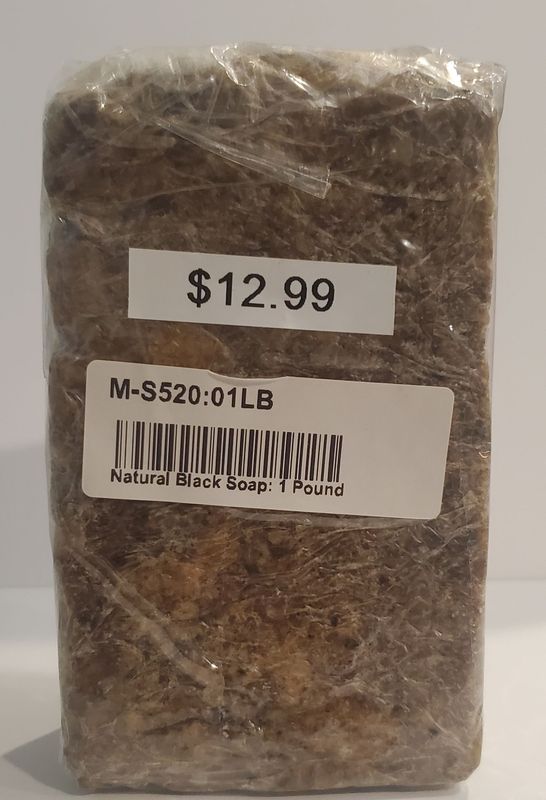 $12.99
M-S520:01LB
Natural Black Soap: 1 Pound